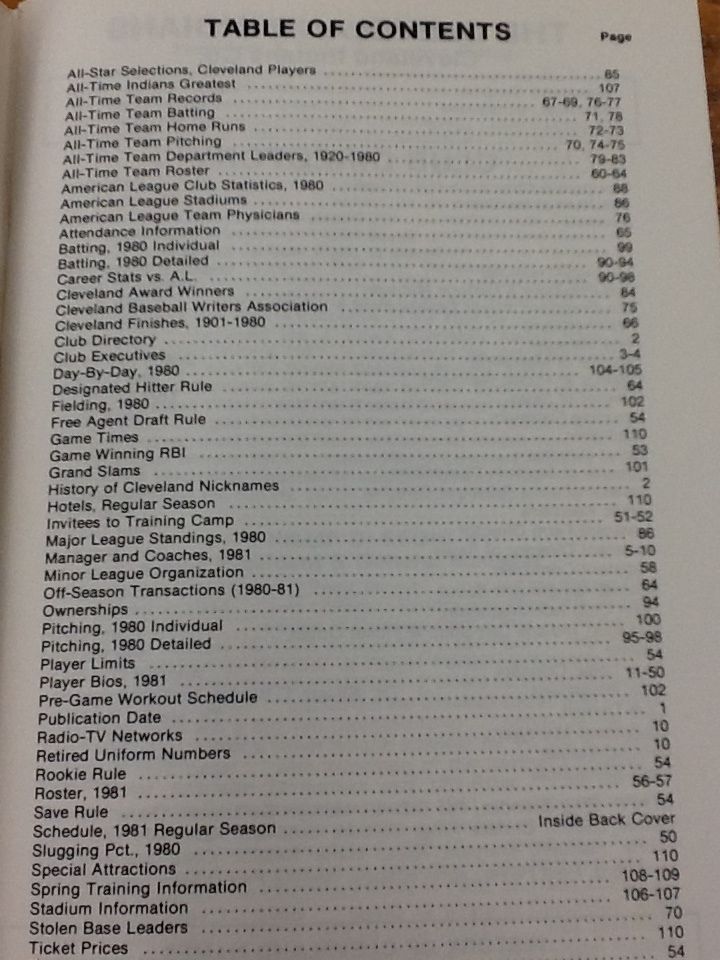 TABLE OF CONTENTS Page
All-Star Selections, Cleveland Players ........ 85
All-Time Indians Greatest ........ 107
All-Time Team Records ........ 67-69, 76-77
All-Time Team Batting ........ 71, 78
All-Time Team Home Runs ........ 72-73
All-Time Team Pitching ........ 70, 74-75
All-Time Team Department Leaders, 1920-1980 ........ 79-83
All-Time Team Roster ........ 60-64
American League Club Statistics, 1980 ........ 88
American League Stadiums ........ 86
American League Team Physicians ........ 76
Attendance Information ........ 65
Batting, 1980 Individual ........ 99
Batting, 1980 Detailed ........ 90-94
Career Stats vs. A.L. ........ 90-98
Cleveland Award Winners ........ 84
Cleveland Baseball Writers Association ........ 75
Cleveland Finishes, 1901-1980 ........ 66
Club Directory ........ 2
Club Executives ........ 3-4
Day-By-Day, 1980 ........ 104-105
Designated Hitter Rule ........ 64
Fielding, 1980 ........ 102
Free Agent Draft Rule ........ 54
Game Times ........ 110
Game Winning RBI ........ 53
Grand Slams ........ 101
History of Cleveland Nicknames ........ 2
Hotels, Regular Season ........ 110
Invitees to Training Camp ........ 51-52
Major League Standings, 1980 ........ 86
Manager and Coaches, 1981 ........ 5-10
Minor League Organization ........ 58
Off-Season Transactions (1980-81) ........ 64
Ownerships ........ 94
Pitching, 1980 Individual ........ 100
Pitching, 1980 Detailed ........ 95-98
Player Limits ........ 54
Player Bios, 1981 ........ 11-50
Pre-Game Workout Schedule ........ 102
Publication Date ........ 1
Radio-TV Networks ........ 10
Retired Uniform Numbers ........ 10
Rookie Rule ........ 54
Roster, 1981 ........ 56-57
Save Rule ........ 54
Schedule, 1981 Regular Season ........ Inside Back Cover
Slugging Pct., 1980 ........ 50
Special Attractions ........ 110
Spring Training Information ........ 108-109
Stadium Information ........ 106-107
Stolen Base Leaders ........ 70
Ticket Prices ........ 110
54